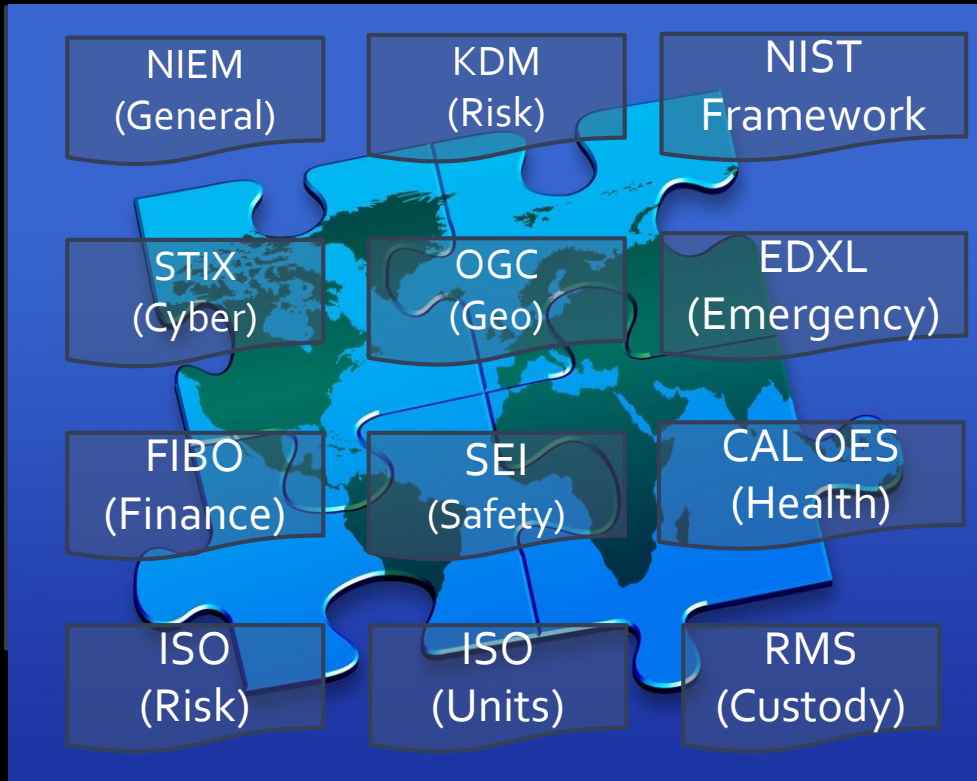 NIEM
(General)
KDM
(Risk)
NIST
Framework
STIX
(Cyber)
OGC
(Geo)
EDXL
(Emergency)
FIBO
(Finance)
SEI
(Safety)
CAL OES
(Health)
ISO
(Risk)
ISO
(Units)
RMS
(Custody)